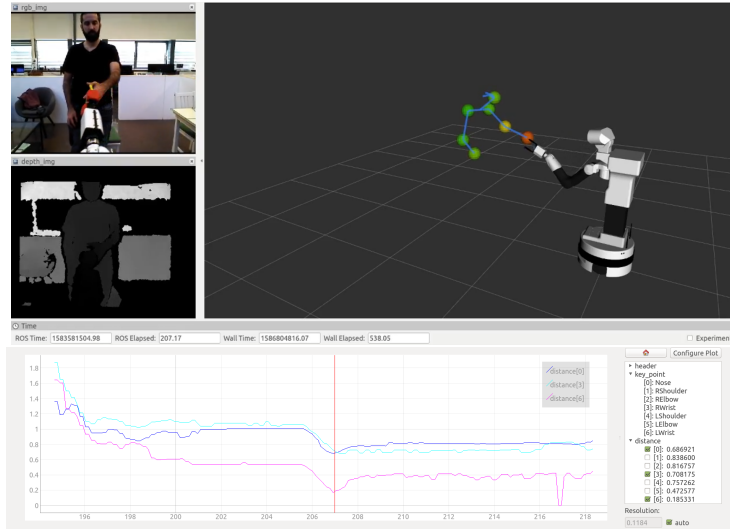 rgb_img
depth_img
Time
ROS Time: 1583581504.98 ROS Elapsed: 207.17 Wall Time: 1586804816.07 Wall Elapsed: 538.05 Experimen
Configure Plot
header
key_point
[0]: Nose
[1]: RShoulder
[2]: RElbow
[3]: RWrist
[4]: LShoulder
[5]: LElbow
[6]: LWrist
distance
[0]: 0.686921
[1]: 0.838600
[2]: 0.816757
[3]: 0.708175
[4]: 0.757262
[5]: 0.472577
[6]: 0.185331
Resolution:
0.1184 auto
distance[0]
distance[3]
distance[6]
1.8
1.6
1.4
1.2
1
0.8
0.6
0.4
0.2
0
196 198 200 202 204 206 208 210 212 214 216 218